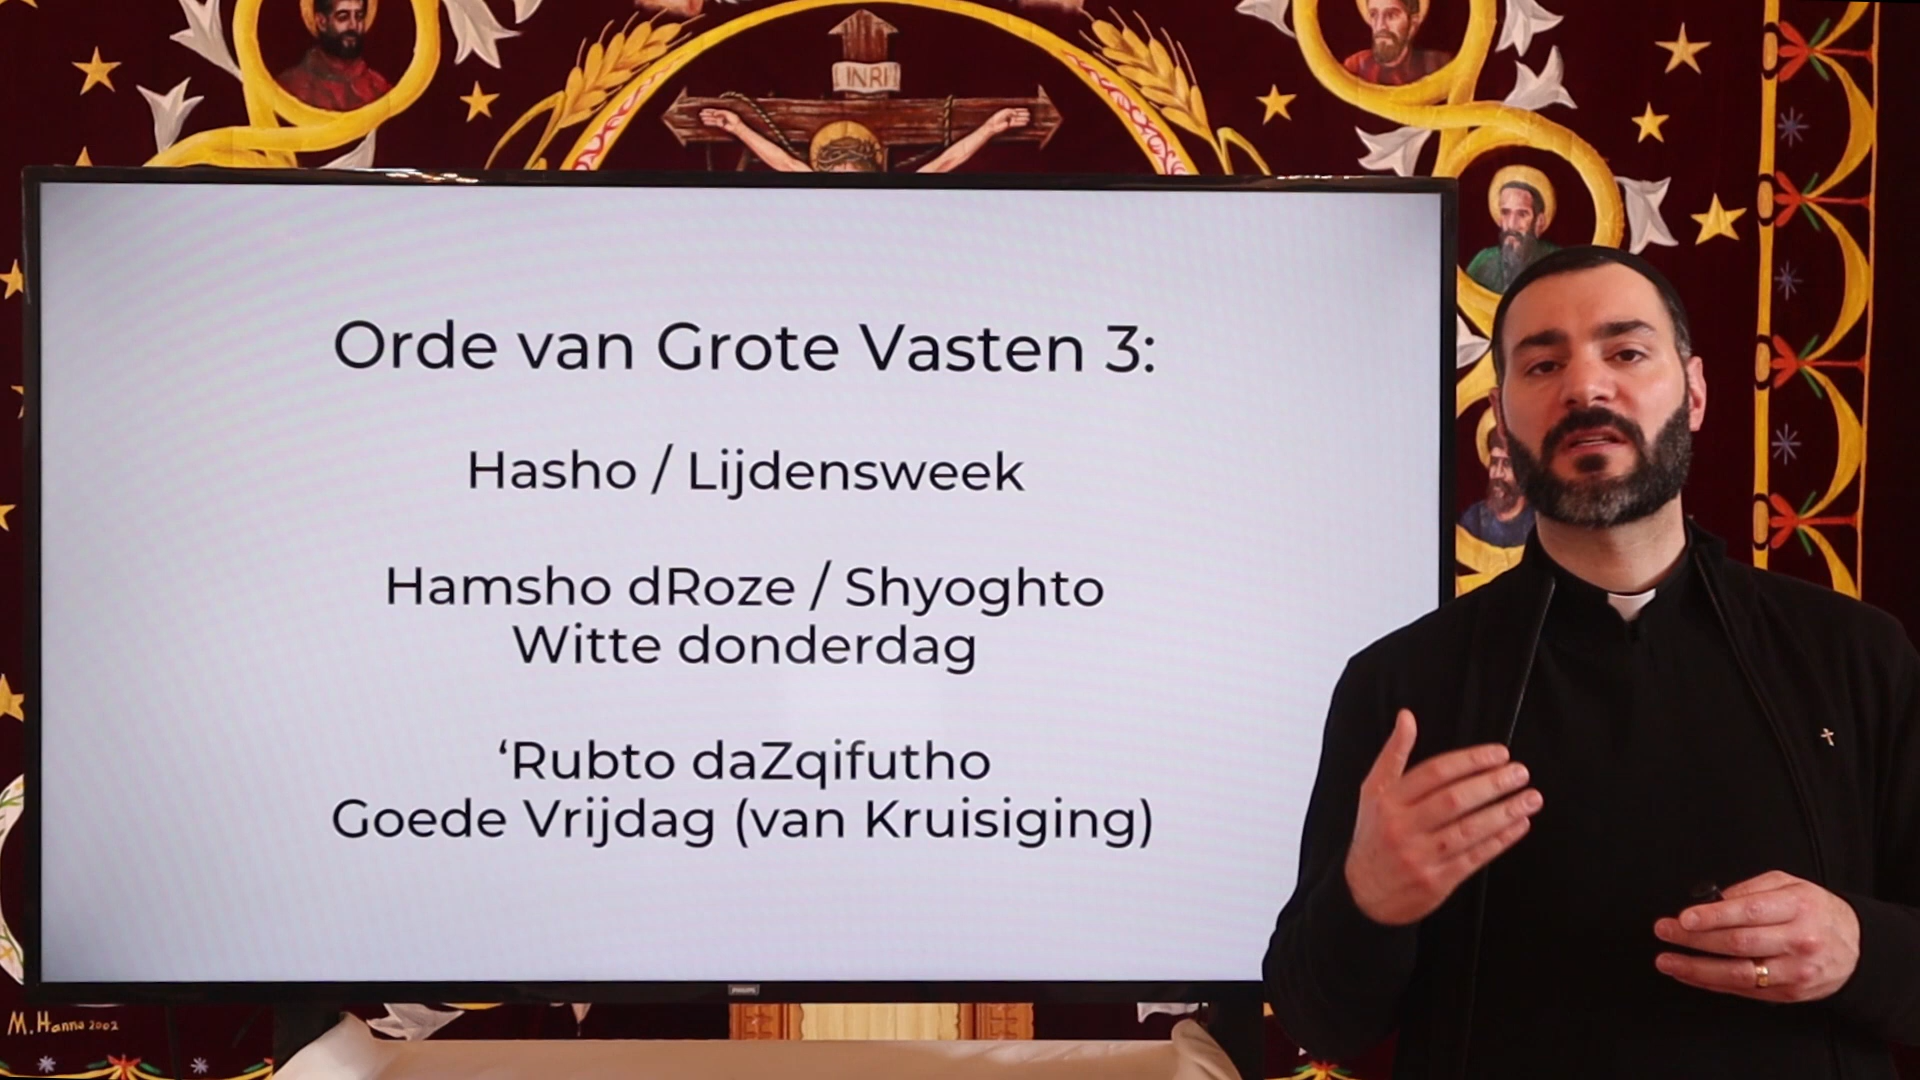 INRI
Orde van Grote Vasten 3:
Hasho / Lijdensweek
Hamsho dRoze / Shyoghto
Witte donderdag
‘Rubto daZqifutho
Goede Vrijdag (van Kruisiging)
PHILIPS
M. Hanna 2002